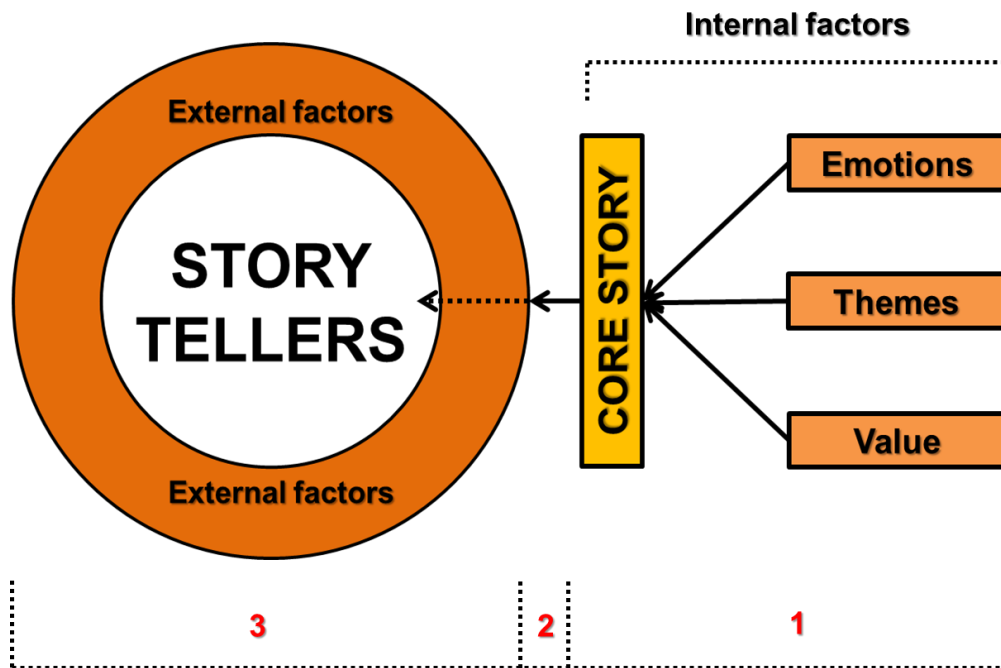 Internal factors
External factors
STORY
TELLERS
External factors
CORE STORY
Emotions
Themes
Value
3
2
1